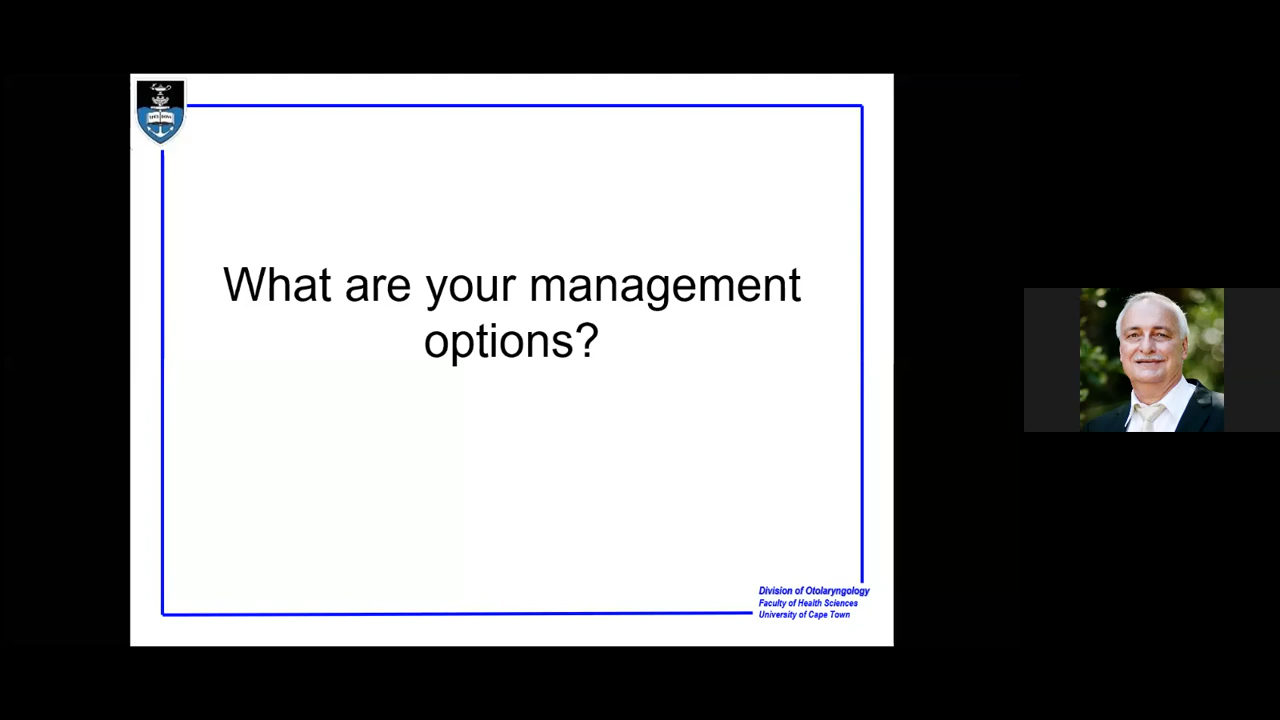 What are your management
options?
Division of Otolaryngology
Faculty of Health Sciences
University of Cape Town